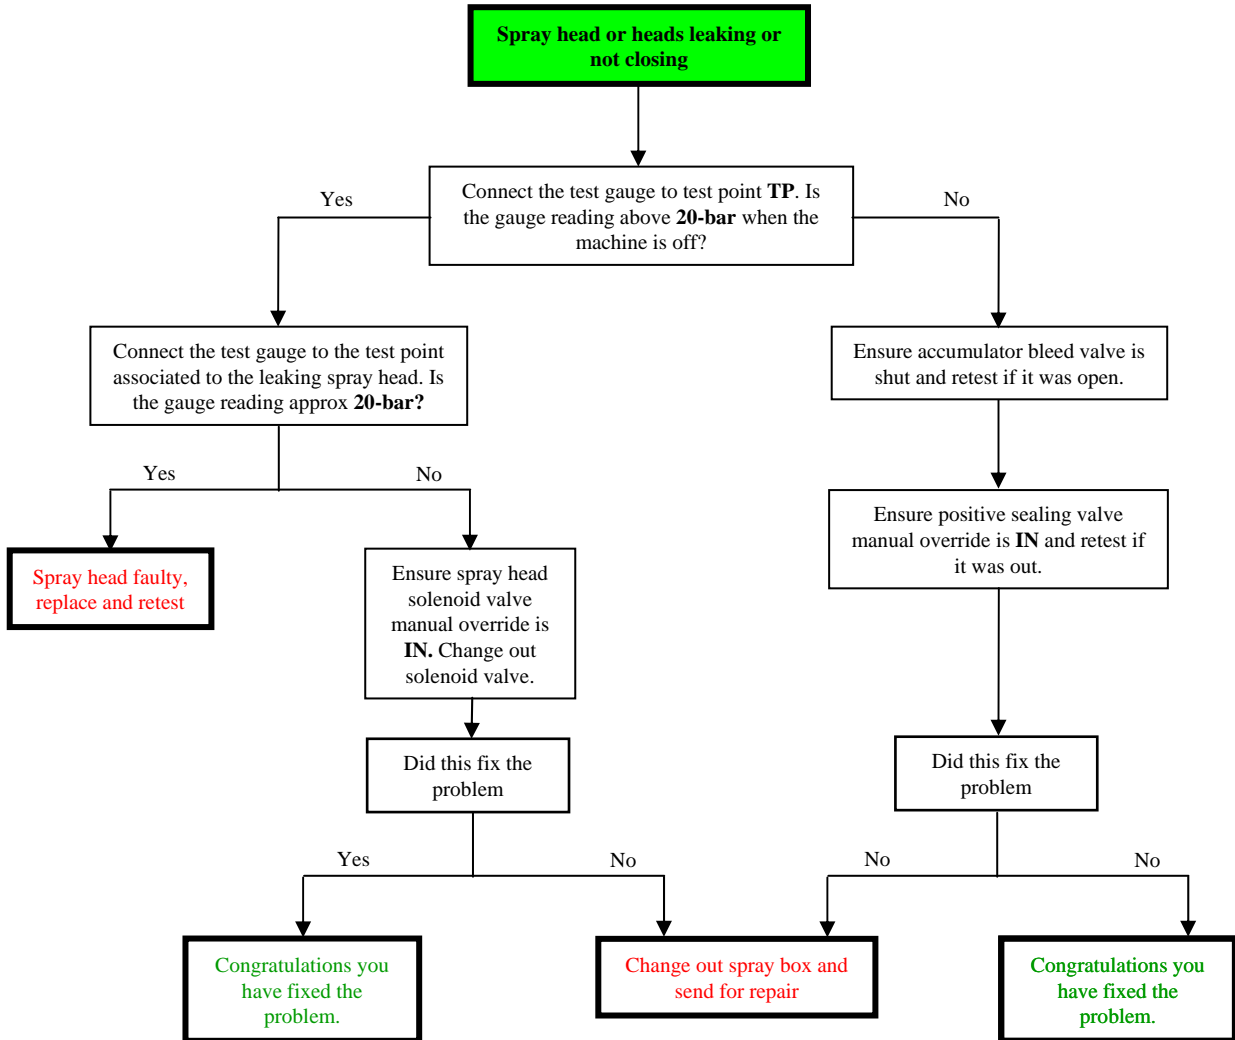 Spray head or heads leaking or
not closing
Yes
Connect the test gauge to test point TP. Is
the gauge reading above 20-bar when the
machine is off?
No
Connect the test gauge to the test point
associated to the leaking spray head. Is
the gauge reading approx 20-bar?
Ensure accumulator bleed valve is
shut and retest if it was open.
Yes
No
Ensure positive sealing valve
manual override is IN and retest if
it was out.
Spray head faulty,
replace and retest
Ensure spray head
solenoid valve
manual override is
IN. Change out
solenoid valve.
Did this fix the
problem
Did this fix the
problem
Yes
No
No
No
Congratulations you
have fixed the
problem.
Change out spray box and
send for repair
Congratulations you
have fixed the
problem.